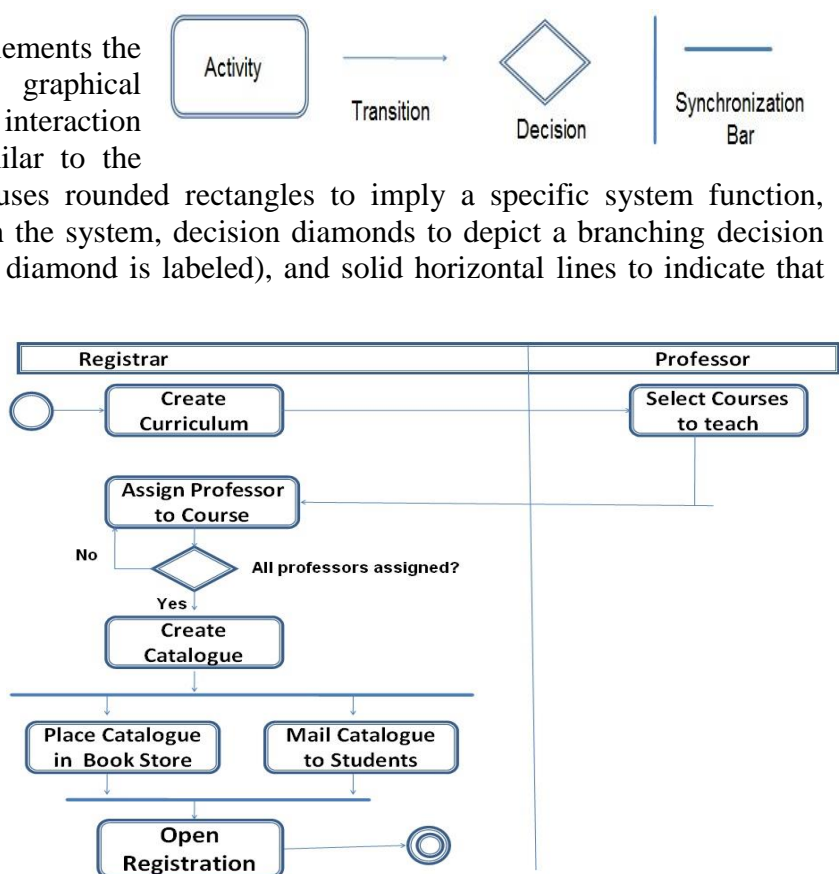 lements the
graphical
interaction
milar to the
Activity
Transition
Decision
Synchronization
Bar
uses rounded rectangles to imply a specific system function,
the system, decision diamonds to depict a branching decision
diamond is labeled), and solid horizontal lines to indicate that
Registrar
Professor
Create
Curriculum
Select Courses
to teach
Assign Professor
to Course
No
All professors assigned?
Yes
Create
Catalogue
Place Catalogue
in Book Store
Mail Catalogue
to Students
Open
Registration